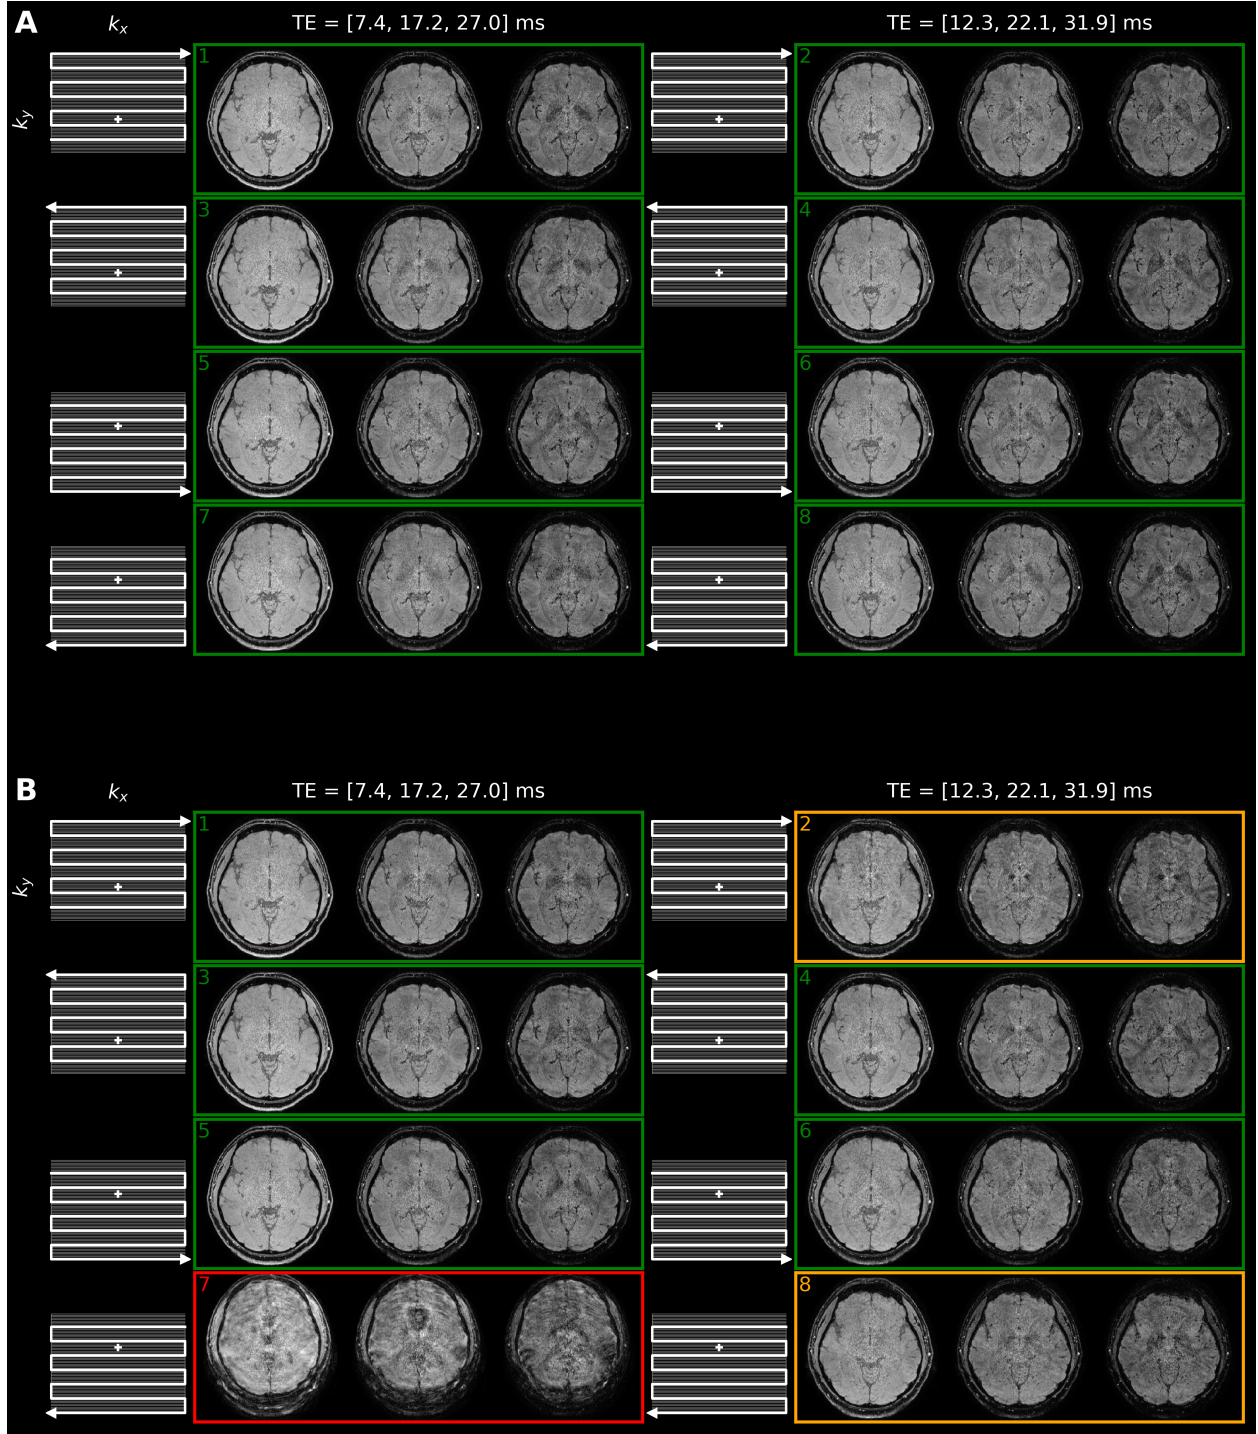 A kₓ TE = [7.4, 17.2, 27.0] ms TE = [12.3, 22.1, 31.9] ms
1 2
k_y
3 4
5 6
7 8
B kₓ TE = [7.4, 17.2, 27.0] ms TE = [12.3, 22.1, 31.9] ms
1 2
k_y
3 4
5 6
7 8